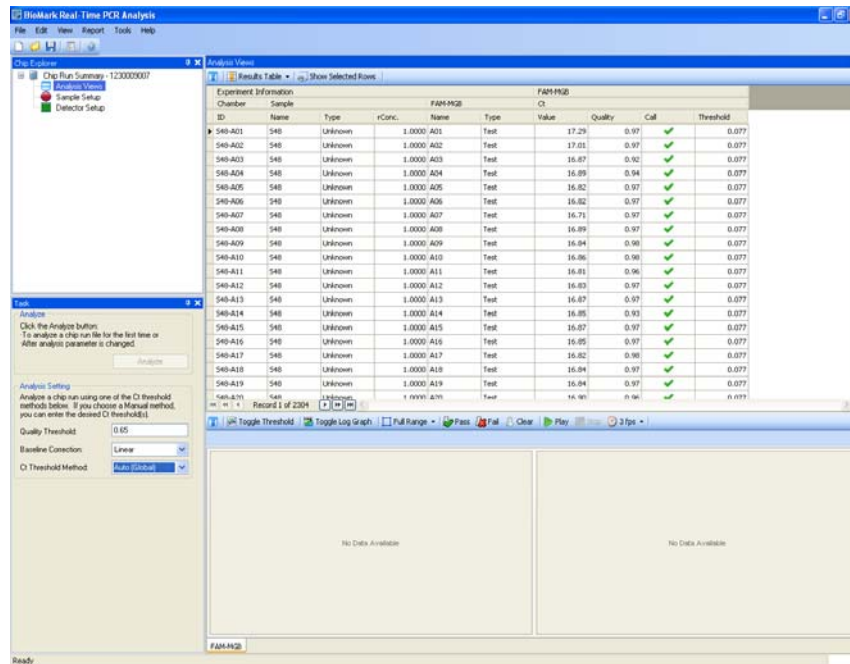 BioMark Real-Time PCR Analysis
File Edit View Report Tools Help
Chip Explorer
Chip Run Summary - 1230009007
Analysis Views
Sample Setup
Detector Setup
Task
Analyze
Click the Analyze button:
To analyze a chip run file for the first time or
After analysis parameter is changed.
Analyze
Analysis Setting
Analyze a chip run using one of the Ct threshold
methods below. If you choose a Manual method,
you can enter the desired Ct threshold(s).
Quality Threshold: 0.65
Baseline Correction: Linear
Ct Threshold Method: Auto (Global)
Analysis Views
Results Table Show Selected Rows
Experiment Information FAM-MGB
Chamber Sample FAM-MGB Ct
ID Name Type rConc. Name Type Value Quality Call Threshold
S48-A01 S48 Unknown 1.0000 A01 Test 17.29 0.97 0.077
S48-A02 S48 Unknown 1.0000 A02 Test 17.01 0.97 0.077
S48-A03 S48 Unknown 1.0000 A03 Test 16.87 0.92 0.077
S48-A04 S48 Unknown 1.0000 A04 Test 16.89 0.94 0.077
S48-A05 S48 Unknown 1.0000 A05 Test 16.82 0.97 0.077
S48-A06 S48 Unknown 1.0000 A06 Test 16.82 0.97 0.077
S48-A07 S48 Unknown 1.0000 A07 Test 16.71 0.97 0.077
S48-A08 S48 Unknown 1.0000 A08 Test 16.89 0.97 0.077
S48-A09 S48 Unknown 1.0000 A09 Test 16.84 0.98 0.077
S48-A10 S48 Unknown 1.0000 A10 Test 16.86 0.98 0.077
S48-A11 S48 Unknown 1.0000 A11 Test 16.81 0.96 0.077
S48-A12 S48 Unknown 1.0000 A12 Test 16.83 0.97 0.077
S48-A13 S48 Unknown 1.0000 A13 Test 16.87 0.97 0.077
S48-A14 S48 Unknown 1.0000 A14 Test 16.85 0.93 0.077
S48-A15 S48 Unknown 1.0000 A15 Test 16.87 0.97 0.077
S48-A16 S48 Unknown 1.0000 A16 Test 16.85 0.97 0.077
S48-A17 S48 Unknown 1.0000 A17 Test 16.82 0.98 0.077
S48-A18 S48 Unknown 1.0000 A18 Test 16.84 0.97 0.077
S48-A19 S48 Unknown 1.0000 A19 Test 16.84 0.97 0.077
S48-A20 S48 Unknown 1.0000 A20 Test 16.90 0.96 0.077
Record 1 of 2304
Toggle Threshold Toggle Log Graph Full Range Pass Fail Clear Play Stop 3 fps
No Data Available No Data Available
FAM-MGB
Ready